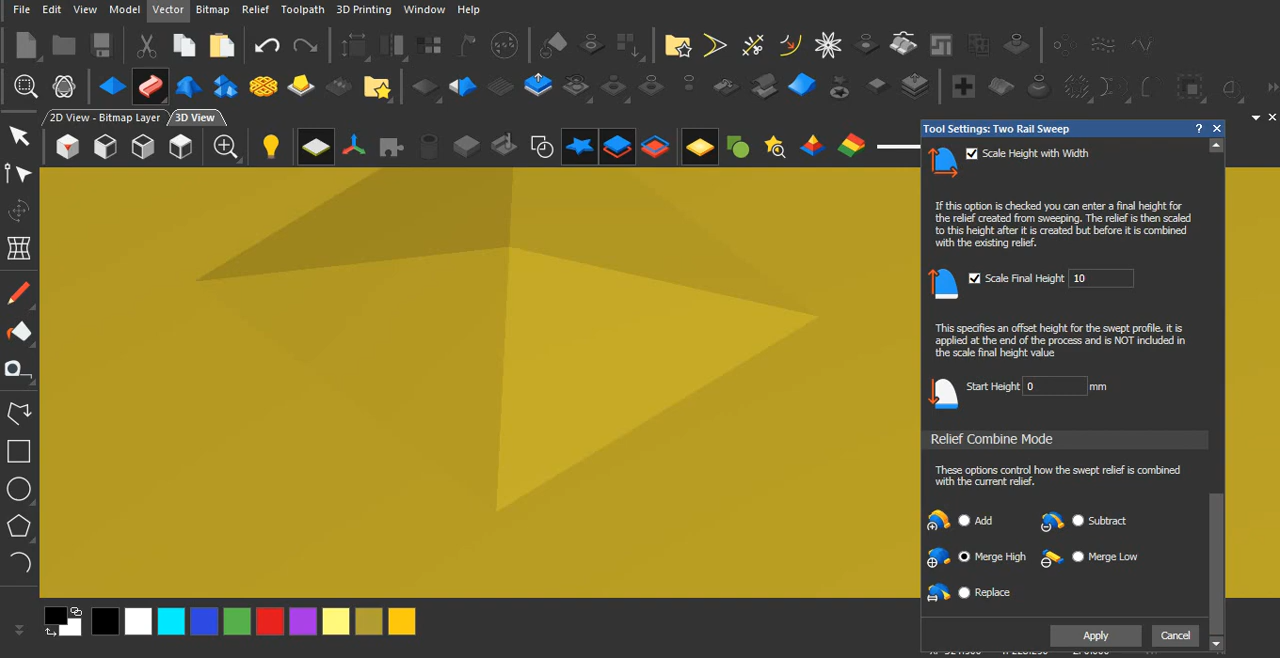 File Edit View Model Vector Bitmap Relief Toolpath 3D Printing Window Help
2D View - Bitmap Layer 3D View
Tool Settings: Two Rail Sweep ?
Scale Height with Width
If this option is checked you can enter a final height for
the relief created from sweeping. The relief is then scaled
to this height after it is created but before it is combined
with the existing relief.
Scale Final Height 10
This specifies an offset height for the swept profile. it is
applied at the end of the process and is NOT included in
the scale final height value
Start Height 0 mm
Relief Combine Mode
These options control how the swept relief is combined
with the current relief.
Add Subtract
Merge High Merge Low
Replace
Apply Cancel